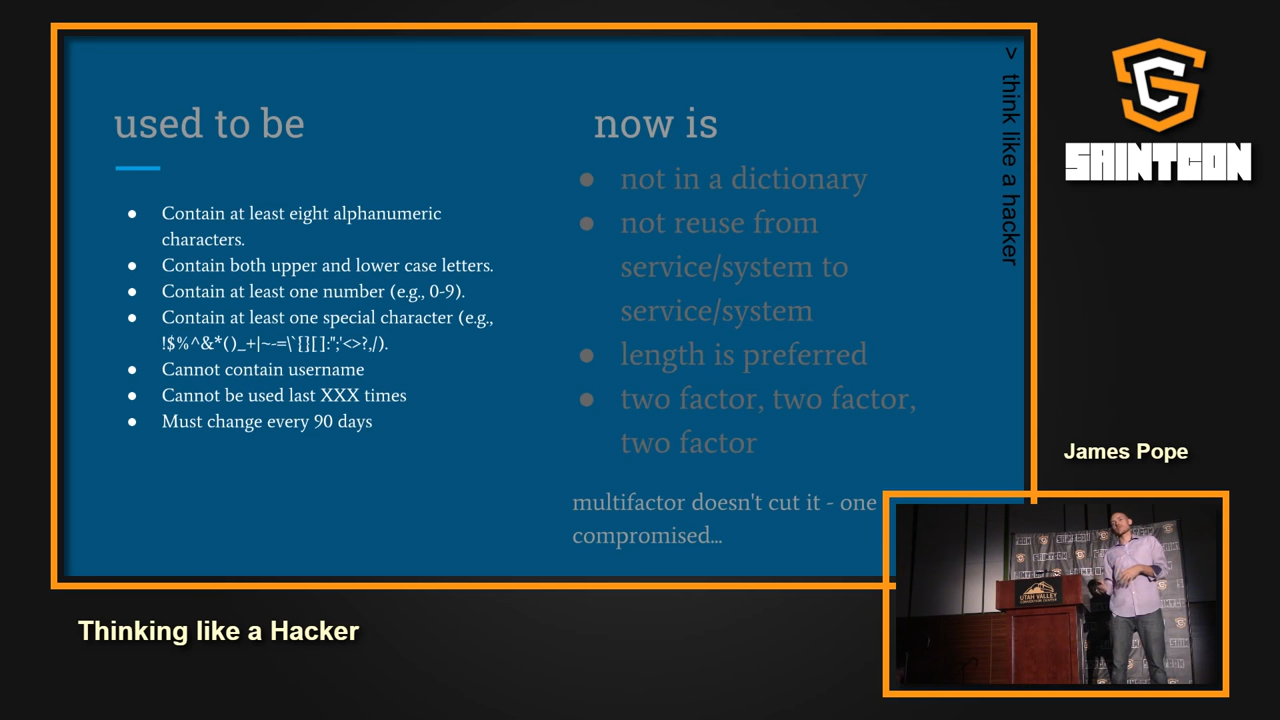 used to be
Contain at least eight alphanumeric
characters.
Contain both upper and lower case letters.
Contain at least one number (e.g., 0-9).
Contain at least one special character (e.g.,
!$%^&*()_+|~-=\`{}[]:";'<>?,/).
Cannot contain username
Cannot be used last XXX times
Must change every 90 days
now is
not in a dictionary
not reuse from
service/system to
service/system
length is preferred
two factor, two factor,
two factor
multifactor doesn't cut it - one
compromised...
> think like a hacker
SAINTCON
James Pope
UTAH VALLEY
CONVENTION CENTER
Thinking like a Hacker